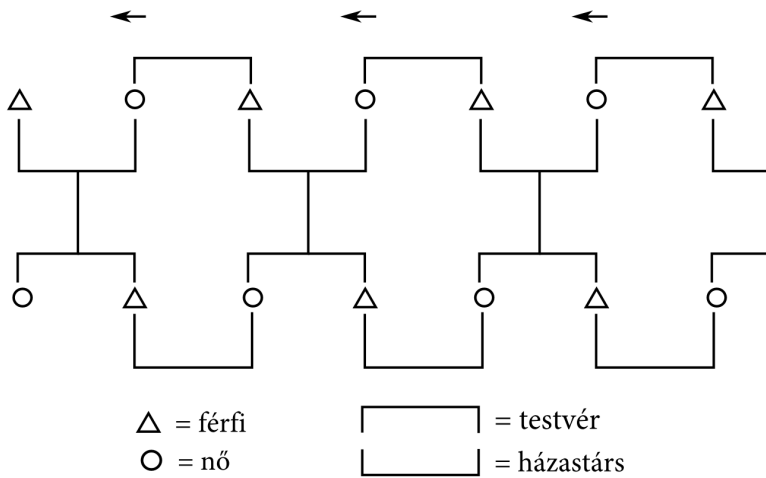 = férfi
= nő
= testvér
= házastárs